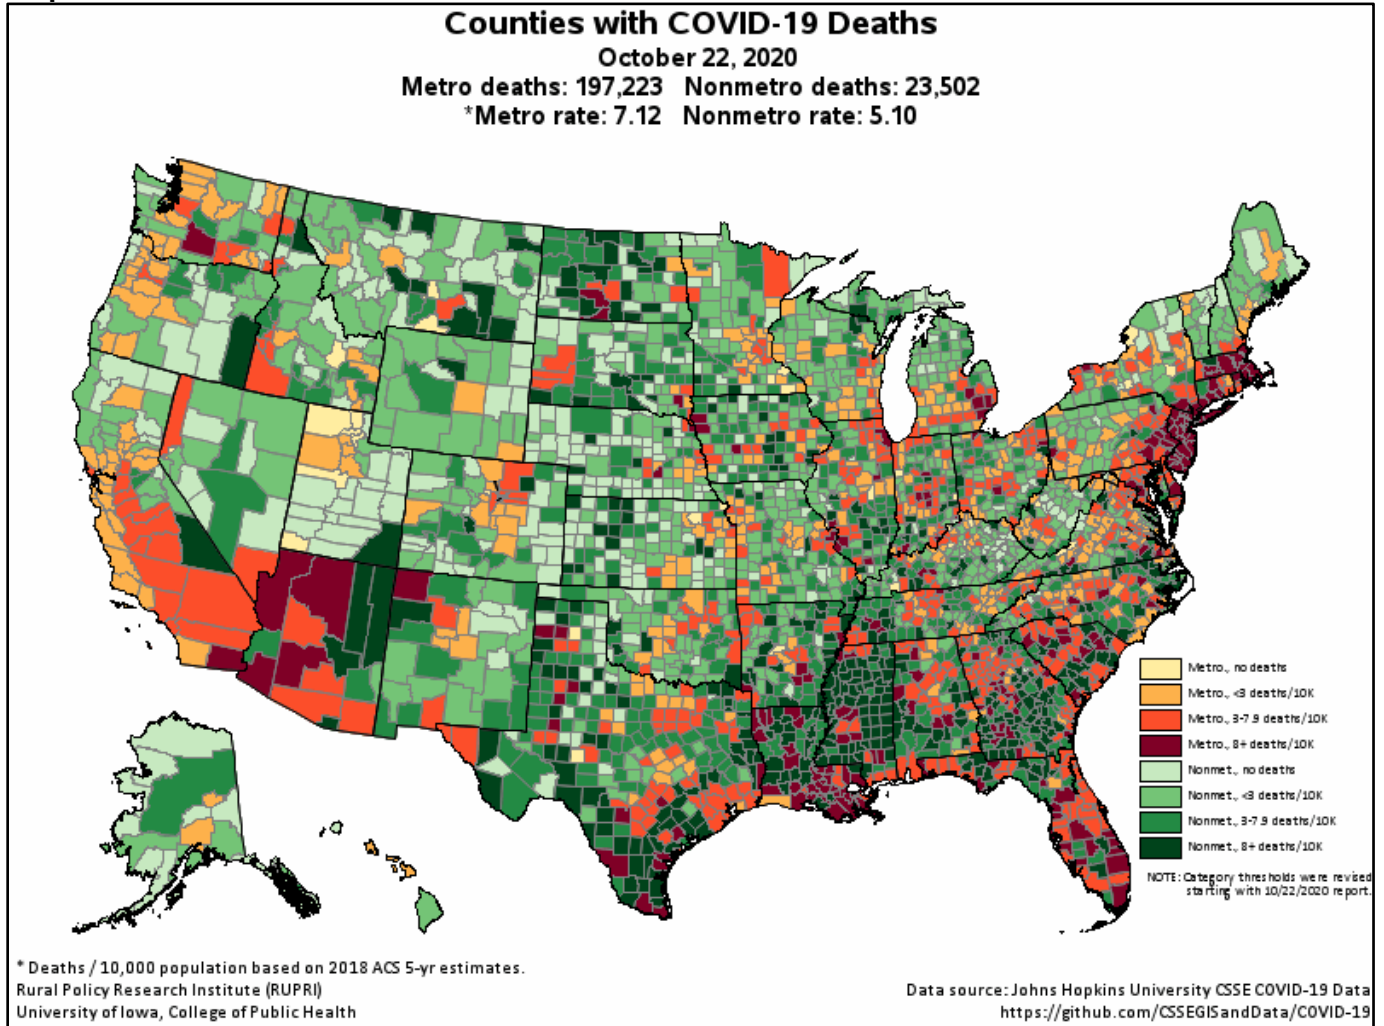 Counties with COVID-19 Deaths
October 22, 2020
Metro deaths: 197,223 Nonmetro deaths: 23,502
*Metro rate: 7.12 Nonmetro rate: 5.10
Metro., no deaths
Metro., <3 deaths/10K
Metro., 3-7.9 deaths/10K
Metro., 8+ deaths/10K
Nonmet., no deaths
Nonmet., <3 deaths/10K
Nonmet., 3-7.9 deaths/10K
Nonmet., 8+ deaths/10K
NOTE: Category thresholds were revised
starting with 10/22/2020 report.
* Deaths / 10,000 population based on 2018 ACS 5-yr estimates.
Rural Policy Research Institute (RUPRI)
University of Iowa, College of Public Health
Data source: Johns Hopkins University CSSE COVID-19 Data
https://github.com/CSSEGISandData/COVID-19